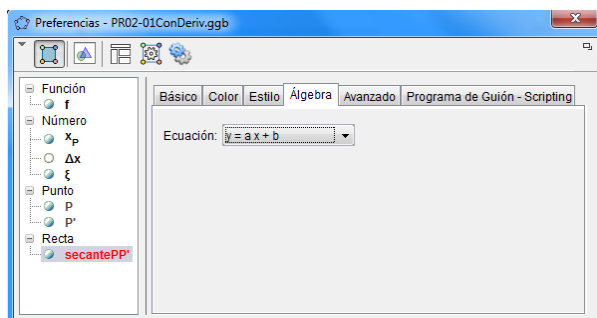 Preferencias - PR02-01ConDeriv.ggb
Función
f
Número
xP
Δx
ξ
Punto
P
P'
Recta
secantePP'
Básico Color Estilo Álgebra Avanzado Programa de Guión - Scripting
Ecuación: y = a x + b